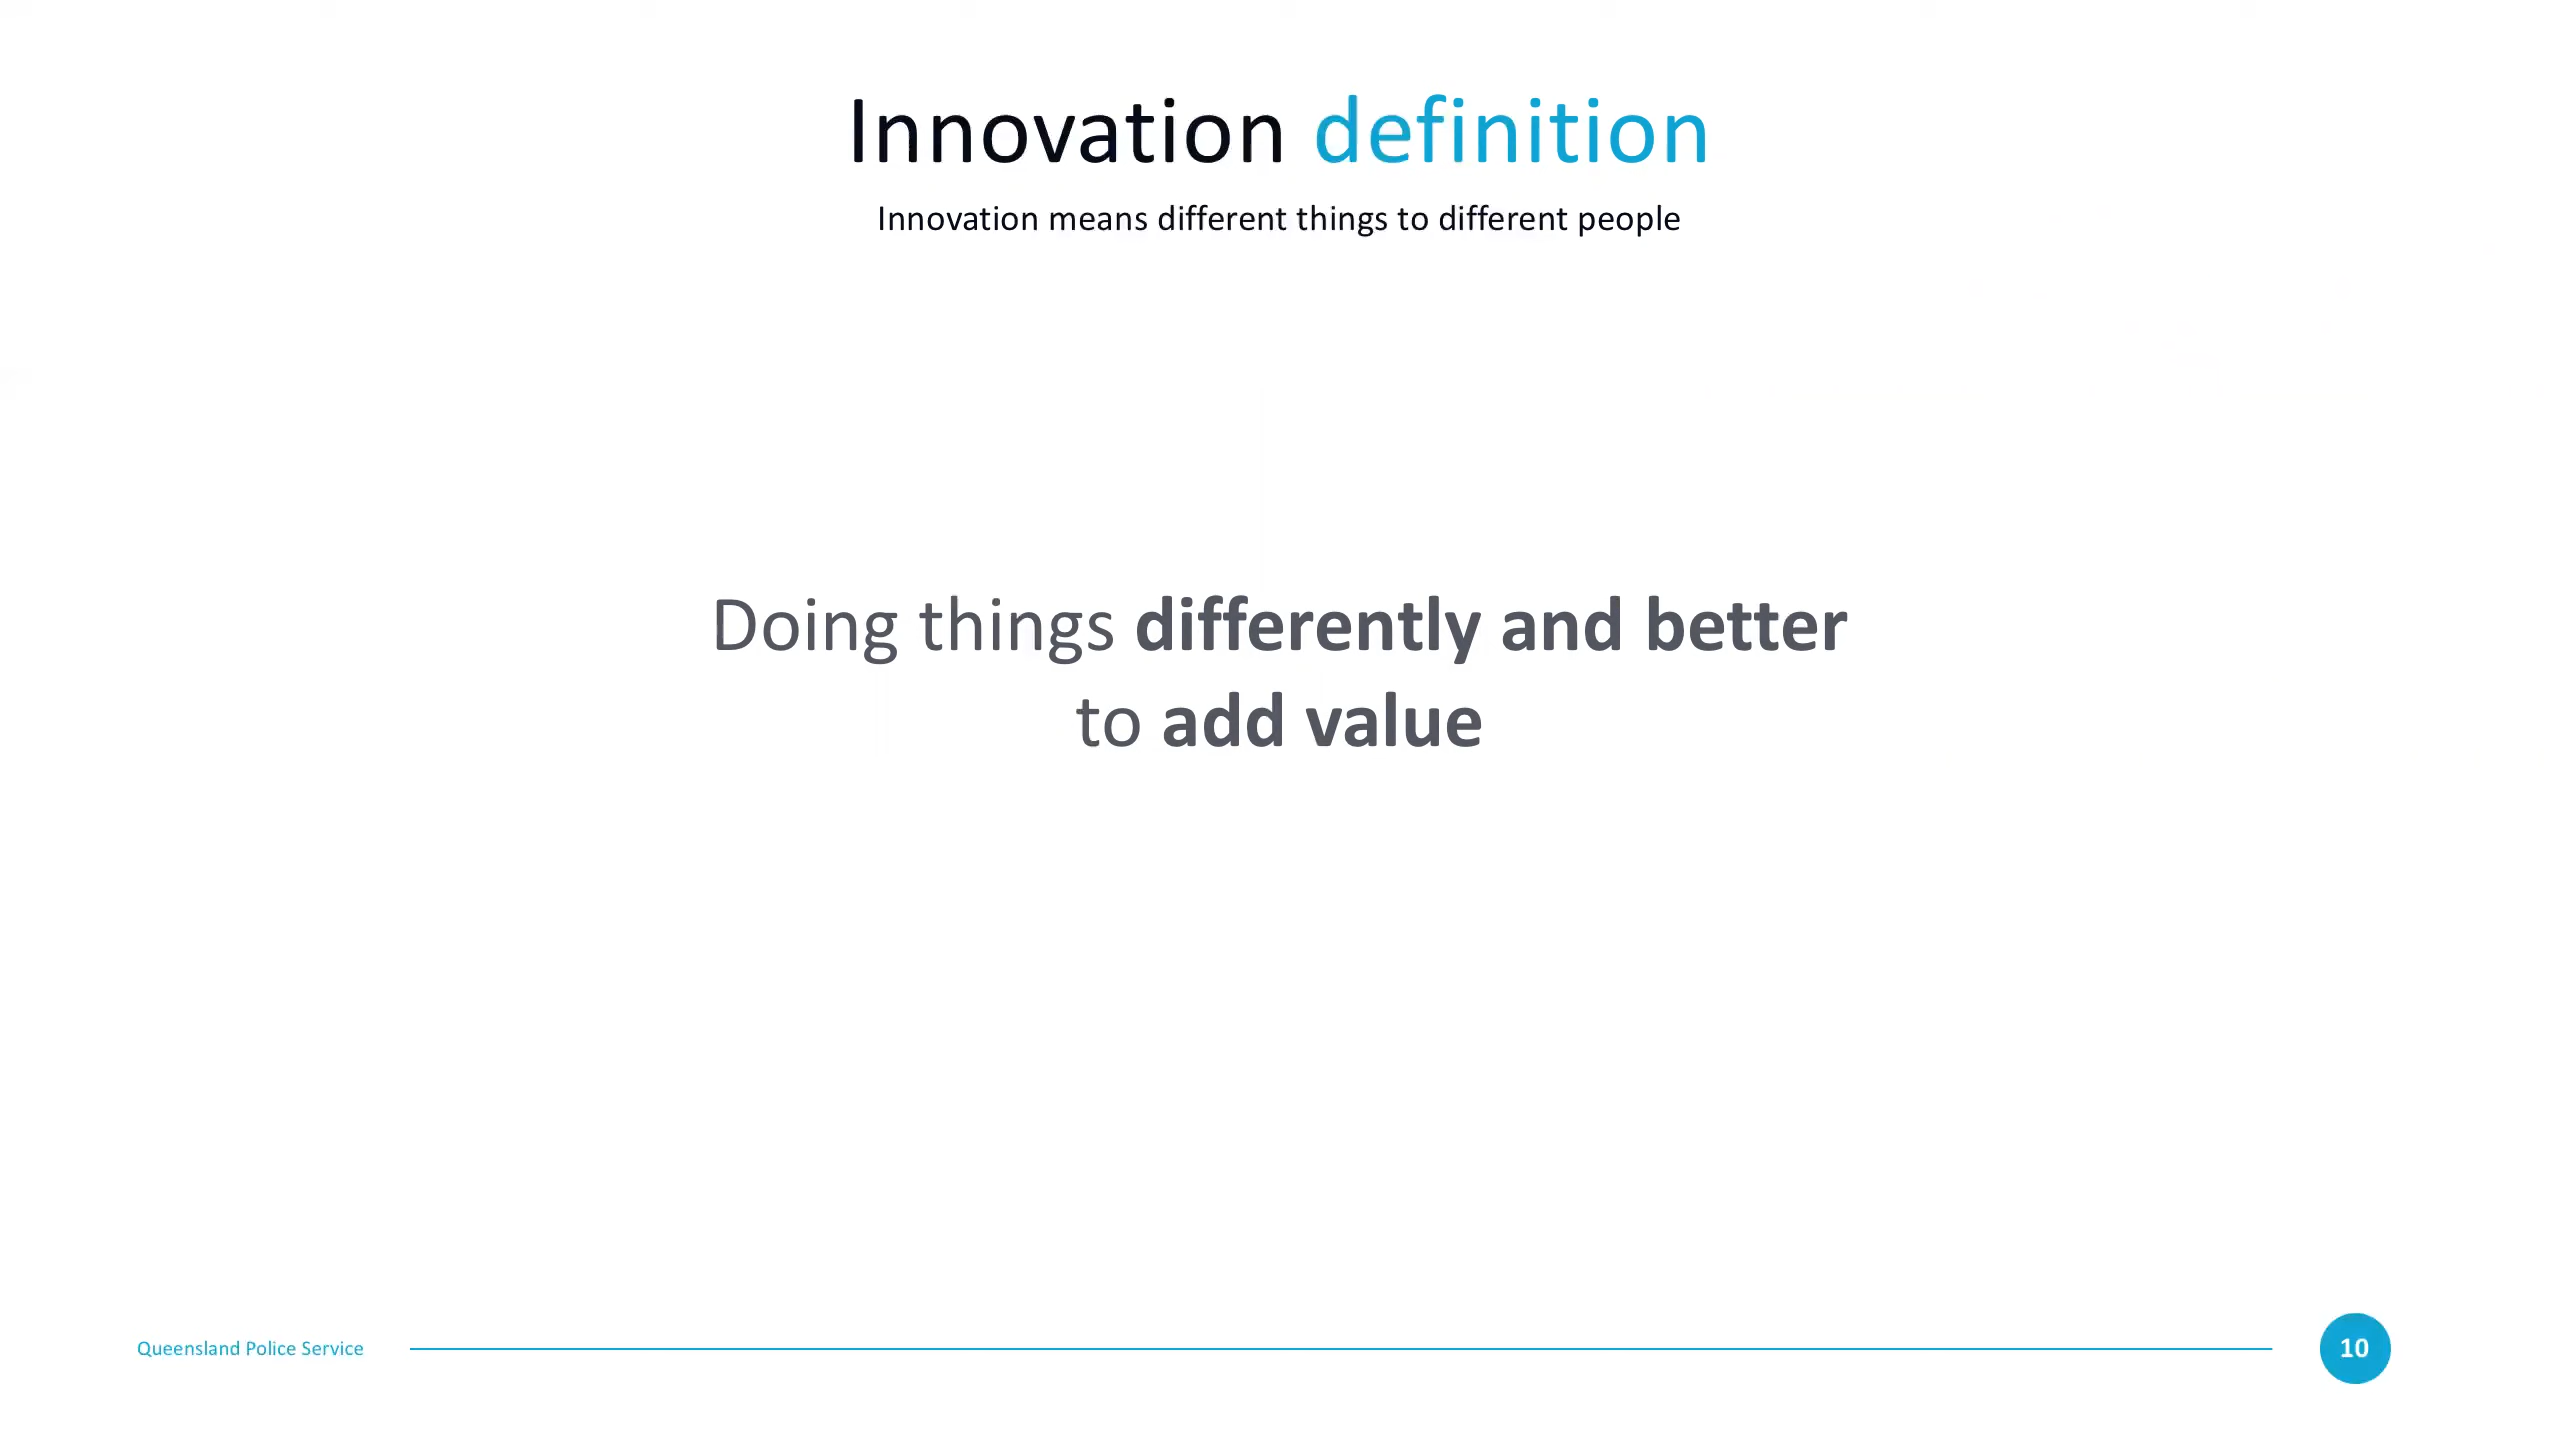 Innovation definition
Innovation means different things to different people
Doing things differently and better
to add value
Queensland Police Service
10